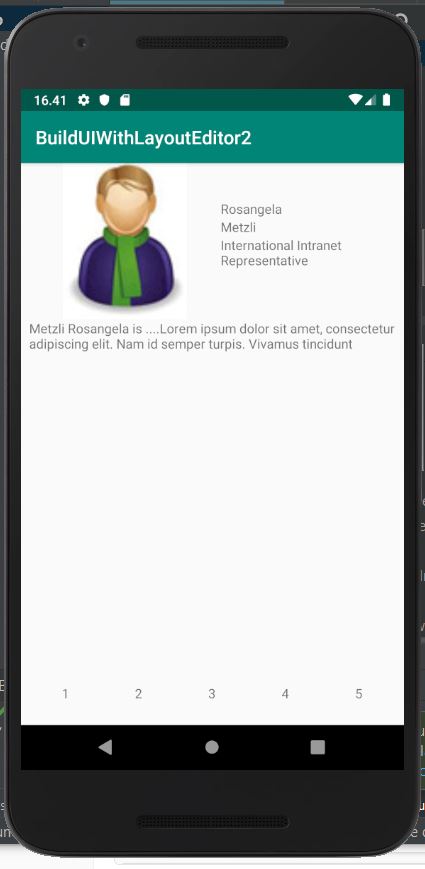 16.41
BuildUIWithLayoutEditor2
Rosangela
Metzli
International Intranet
Representative
Metzli Rosangela is ....Lorem ipsum dolor sit amet, consectetur
adipiscing elit. Nam id semper turpis. Vivamus tincidunt
1 2 3 4 5